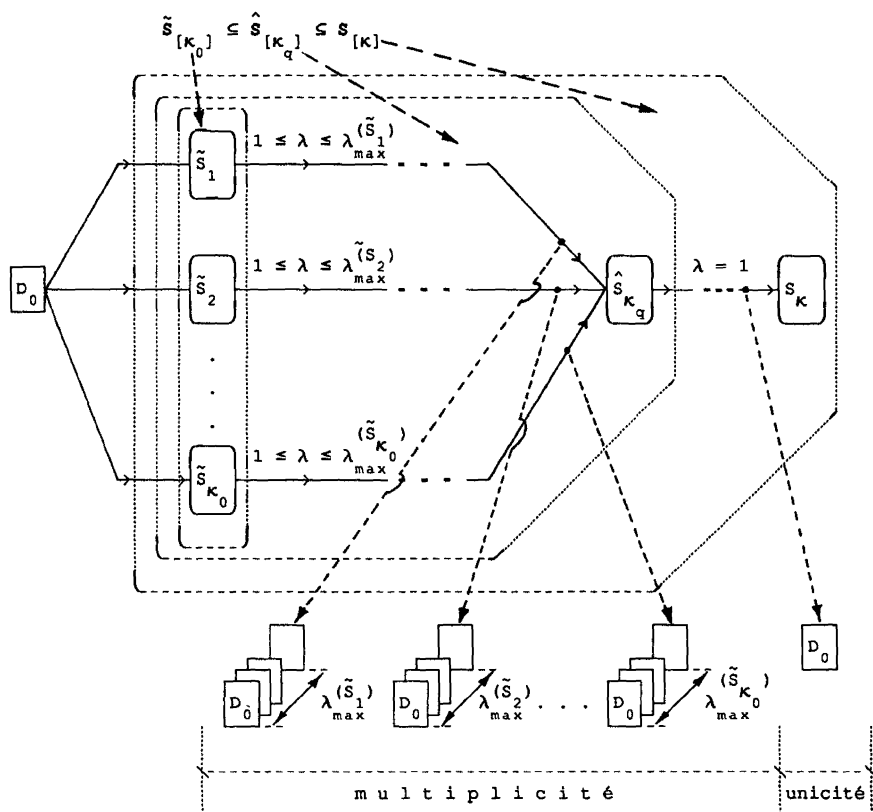 S̃[κ₀] ⊆ Ŝ[κq] ⊆ S[κ]
1 ≤ λ ≤ λmax(S̃₁)
S̃₁
1 ≤ λ ≤ λmax(S̃₂)
D₀
S̃₂
Ŝκq
λ = 1
Sκ
1 ≤ λ ≤ λmax(S̃κ₀)
S̃κ₀
D₀
λmax(S̃₁)
D₀
λmax(S̃₂)
. . . .
D₀
λmax(S̃κ₀)
D₀
multiplicité
unicité